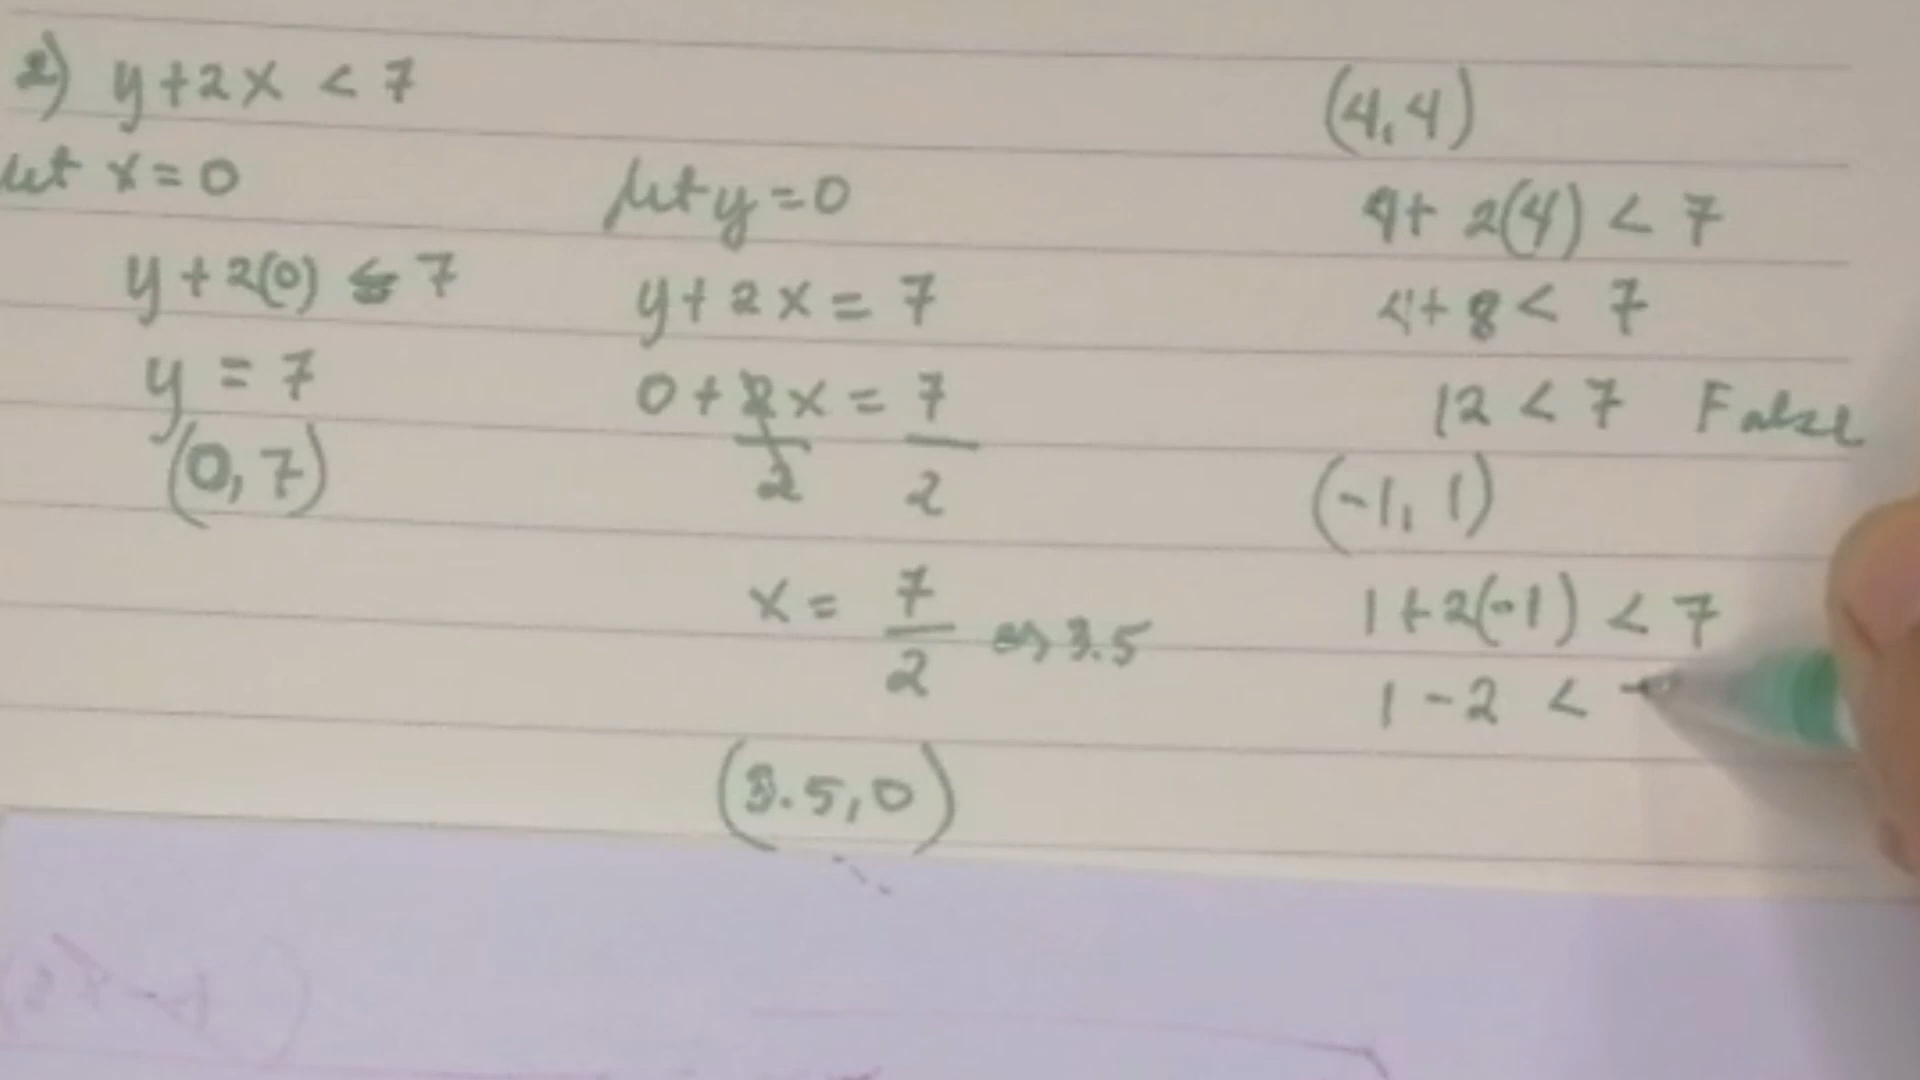 2) y+2x < 7
let x=0
y+2(0) = 7
y = 7
(0,7)
let y=0
y+2x = 7
0+2x = 7
2 2
x = 7
2 or 3.5
(3.5,0)
(4,4)
4+ 2(4) < 7
4+8 < 7
12 < 7 False
(-1, 1)
1+2(-1) < 7
1-2 <